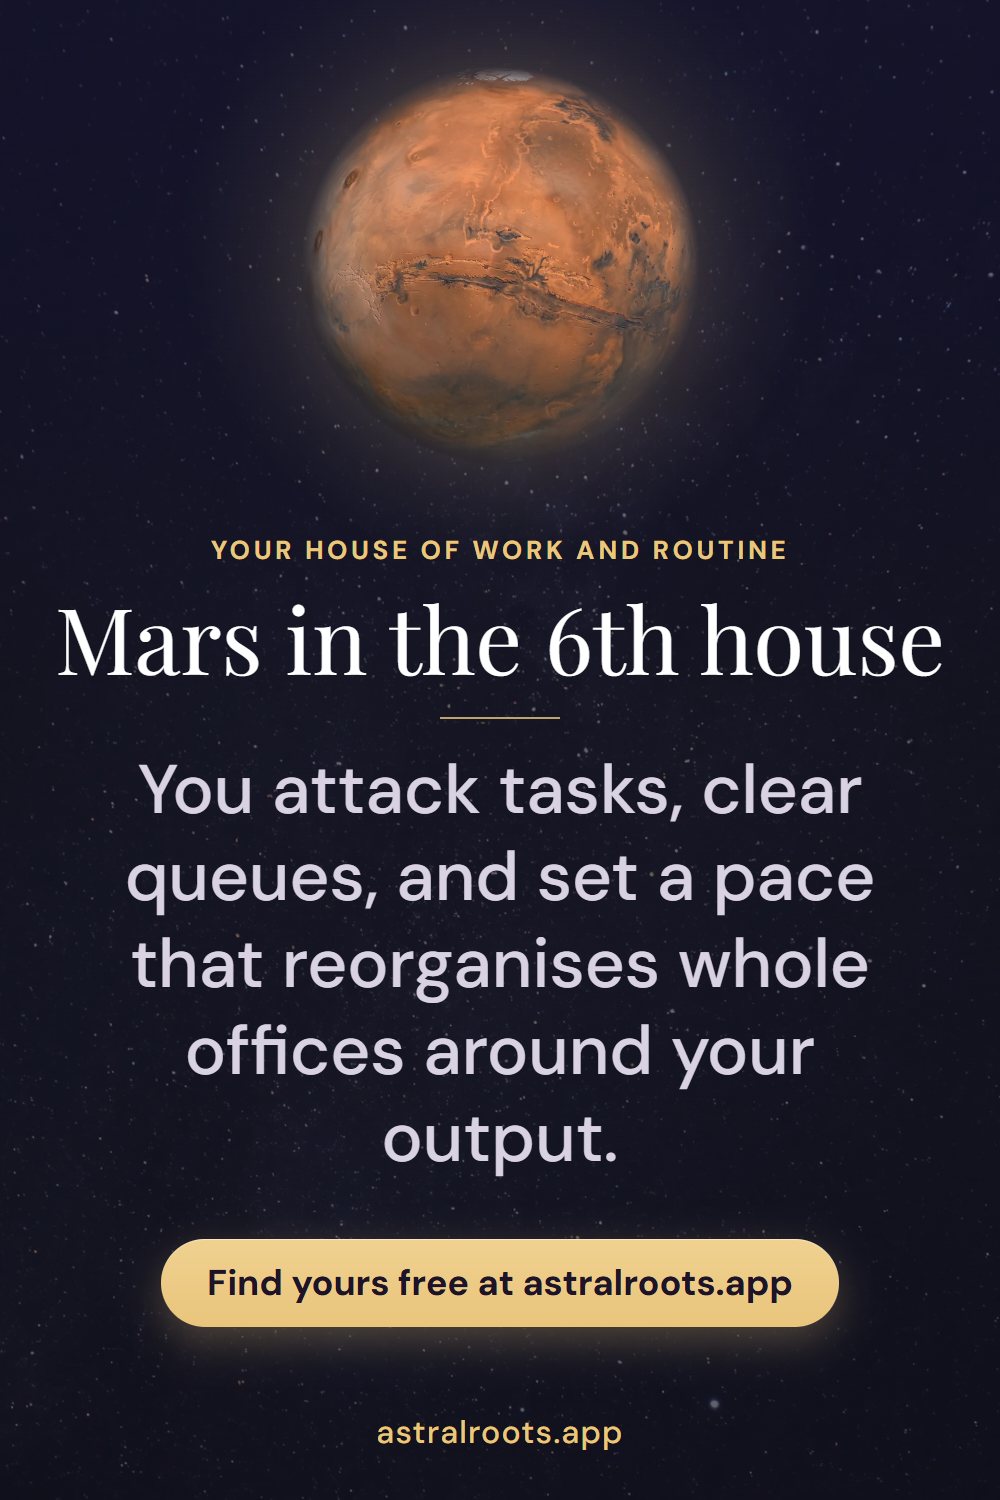 YOUR HOUSE OF WORK AND ROUTINE
Mars in the 6th house
You attack tasks, clear
queues, and set a pace
that reorganises whole
offices around your
output.
Find yours free at astralroots.app
astralroots.app